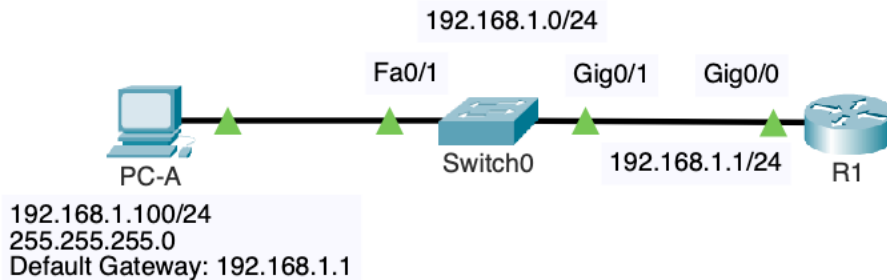 192.168.1.0/24
Fa0/1
Gig0/1
Gig0/0
PC-A
Switch0
192.168.1.1/24
R1
192.168.1.100/24
255.255.255.0
Default Gateway: 192.168.1.1